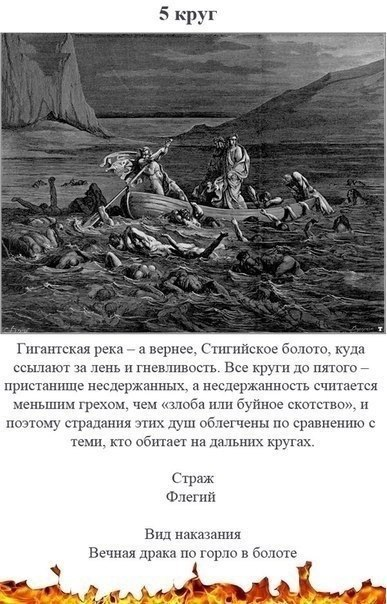 5 круг
Гигантская река – а вернее, Стигийское болото, куда
ссылают за лень и гневливость. Все круги до пятого –
пристанище несдержанных, а несдержанность считается
меньшим грехом, чем «злоба или буйное скотство», и
поэтому страдания этих душ облегчены по сравнению с
теми, кто обитает на дальних кругах.
Страж
Флегий
Вид наказания
Вечная драка по горло в болоте